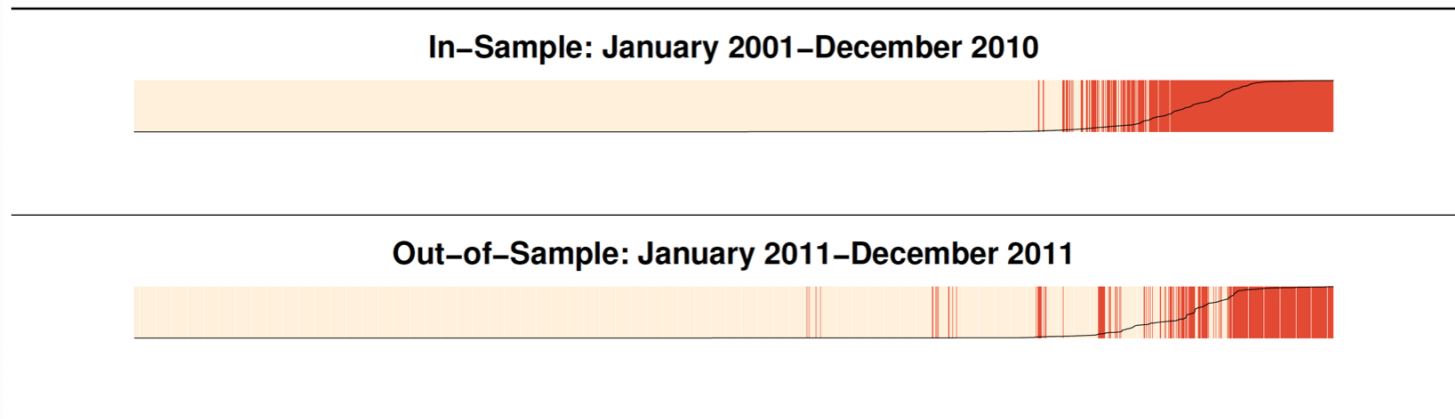 In−Sample: January 2001−December 2010
Out−of−Sample: January 2011−December 2011